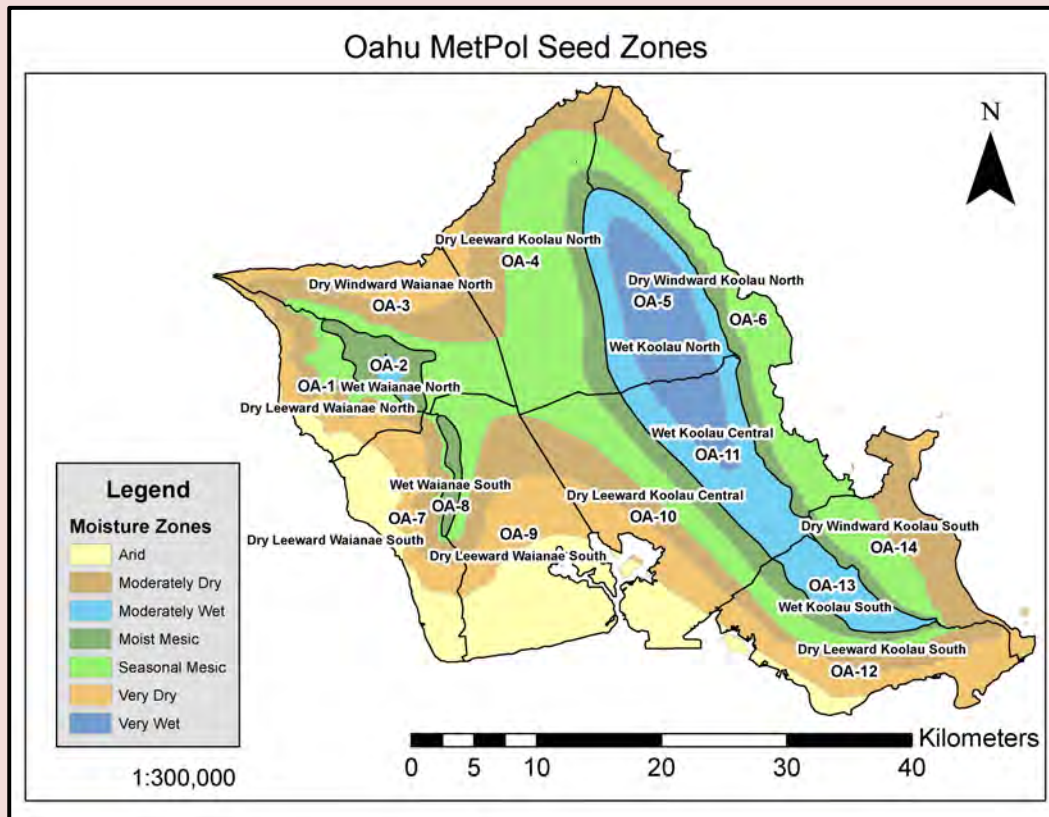 Oahu MetPol Seed Zones
N
Dry Leeward Koolau North
OA-4
Dry Windward Waianae North
OA-3
Dry Windward Koolau North
OA-5
OA-6
Wet Koolau North
OA-2
OA-1
Wet Waianae North
Dry Leeward Waianae North
Wet Koolau Central
OA-11
Wet Waianae South
OA-8
Dry Leeward Koolau Central
OA-10
OA-7
OA-9
Dry Leeward Waianae South
Dry Leeward Waianae South
Dry Windward Koolau South
OA-14
OA-13
Wet Koolau South
Dry Leeward Koolau South
OA-12
Legend
Moisture Zones
Arid
Moderately Dry
Moderately Wet
Moist Mesic
Seasonal Mesic
Very Dry
Very Wet
1:300,000
Kilometers
0 5 10 20 30 40